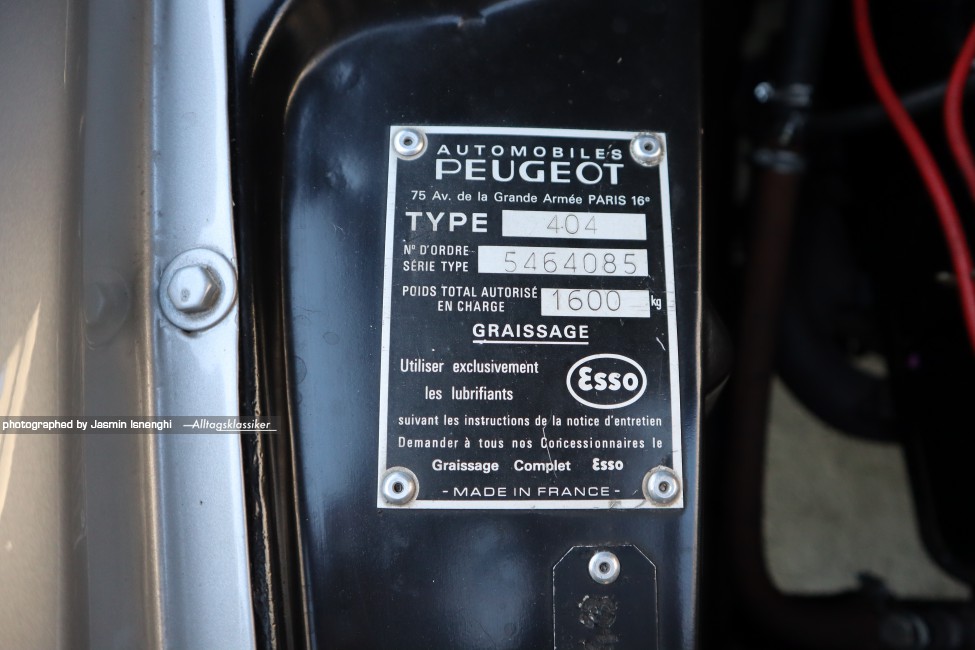 AUTOMOBILES
PEUGEOT
75 Av. de la Grande Armée PARIS 16e
TYPE 404
N° D'ORDRE
SÉRIE TYPE 5464085
POIDS TOTAL AUTORISÉ
EN CHARGE 1600 kg
GRAISSAGE
Utiliser exclusivement
les lubrifiants Esso
suivant les instructions de la notice d'entretien
Demander à tous nos Concessionnaires le
Graissage Complet Esso
- MADE IN FRANCE -
photographed by Jasmin Isnenghi —Alltagsklassiker